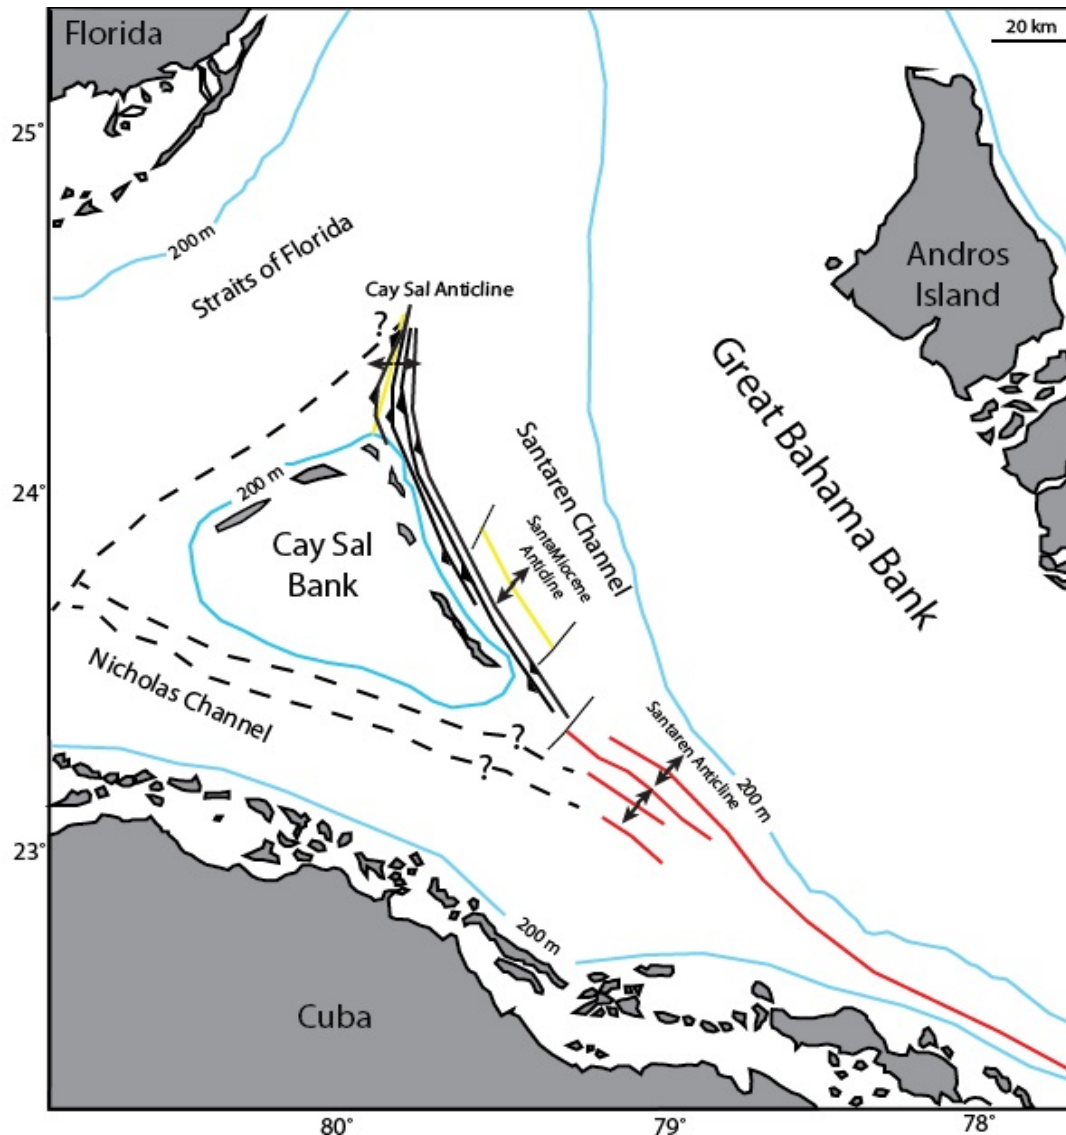 Florida
20 km
25°
200 m
Straits of Florida
Andros
Island
Cay Sal Anticline
?
Great Bahama Bank
Santaren Channel
24°
200 m
SantaMiocene
Antidine
Cay Sal
Bank
Nicholas Channel
?
?
Santaren Anticline
200 m
23°
200 m
Cuba
80°
79°
78°